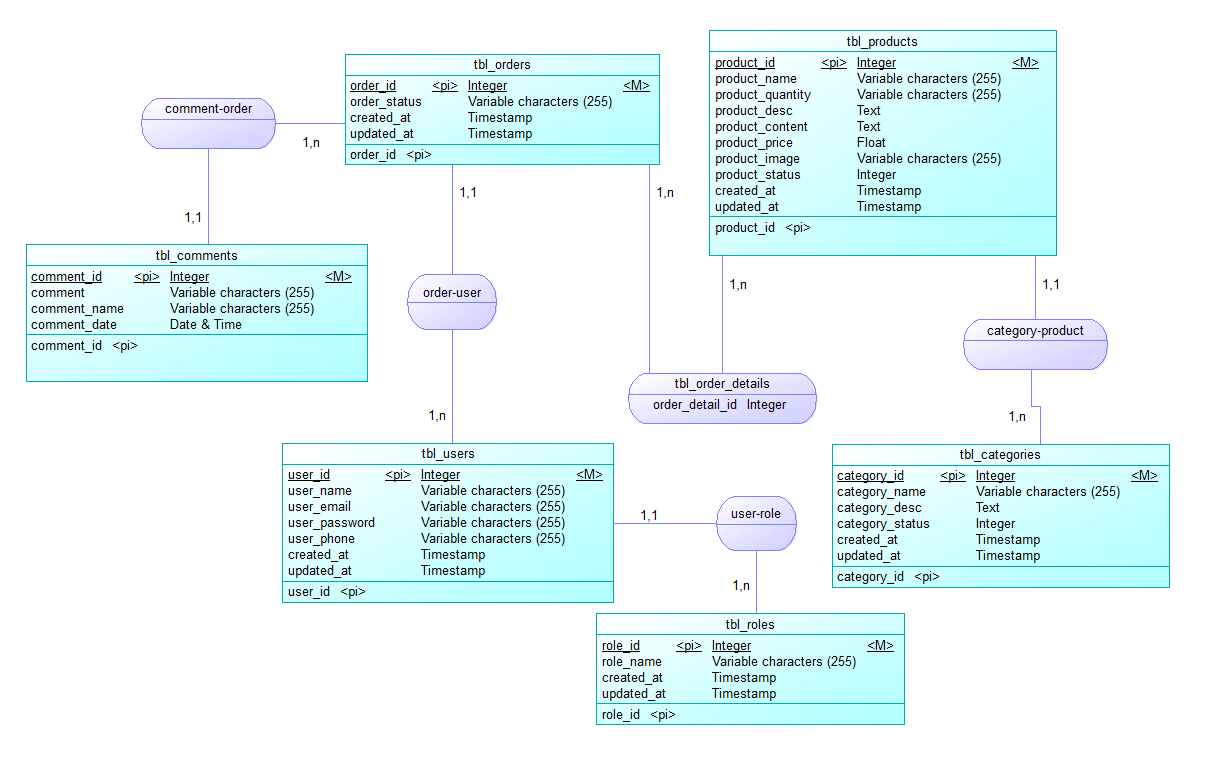 tbl_products
product_id <pi> Integer <M>
product_name Variable characters (255)
product_quantity Variable characters (255)
product_desc Text
product_content Text
product_price Float
product_image Variable characters (255)
product_status Integer
created_at Timestamp
updated_at Timestamp
product_id <pi>
tbl_orders
order_id <pi> Integer <M>
order_status Variable characters (255)
created_at Timestamp
updated_at Timestamp
order_id <pi>
comment-order
1,n
1,1
1,1
1,n
tbl_comments
comment_id <pi> Integer <M>
comment Variable characters (255)
comment_name Variable characters (255)
comment_date Date & Time
comment_id <pi>
order-user
1,n
1,n
1,1
category-product
tbl_order_details
order_detail_id Integer
1,n
tbl_users
user_id <pi> Integer <M>
user_name Variable characters (255)
user_email Variable characters (255)
user_password Variable characters (255)
user_phone Variable characters (255)
created_at Timestamp
updated_at Timestamp
user_id <pi>
1,1
user-role
1,n
tbl_categories
category_id <pi> Integer <M>
category_name Variable characters (255)
category_desc Text
category_status Integer
created_at Timestamp
updated_at Timestamp
category_id <pi>
tbl_roles
role_id <pi> Integer <M>
role_name Variable characters (255)
created_at Timestamp
updated_at Timestamp
role_id <pi>